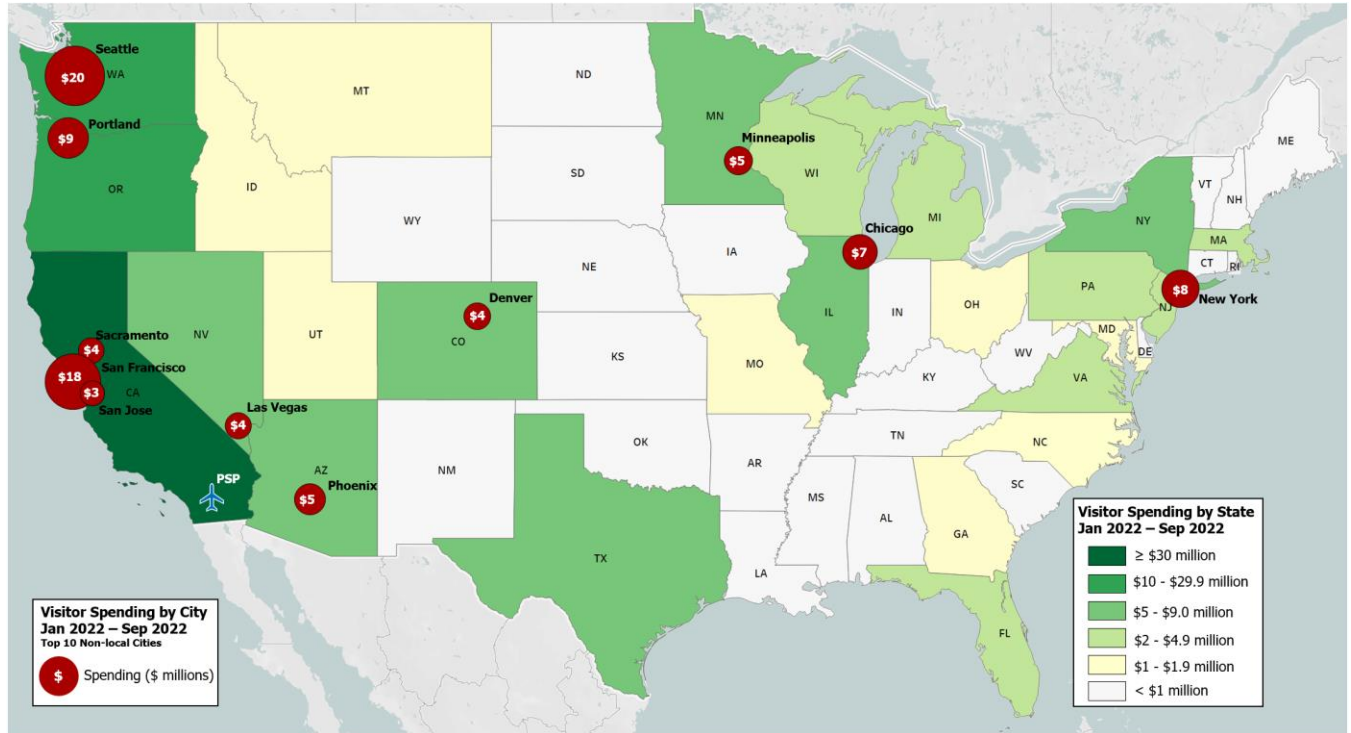 Seattle
$20
WA
Portland
$9
OR
MT
ID
ND
SD
WY
NE
MN
Minneapolis
$5
WI
MI
IA
Chicago
$7
IL
IN
OH
ME
VT
NH
NY
MA
CT
RI
PA
$8
New York
NJ
MD
DE
WV
VA
KY
Sacramento
$4
San Francisco
$18
CA
$3
San Jose
NV
UT
Denver
$4
CO
KS
MO
Las Vegas
$4
PSP
AZ
Phoenix
$5
NM
OK
AR
TN
NC
SC
MS
AL
GA
LA
TX
FL
Visitor Spending by City
Jan 2022 – Sep 2022
Top 10 Non-local Cities
$ Spending ($ millions)
Visitor Spending by State
Jan 2022 – Sep 2022
≥ $30 million
$10 - $29.9 million
$5 - $9.0 million
$2 - $4.9 million
$1 - $1.9 million
< $1 million